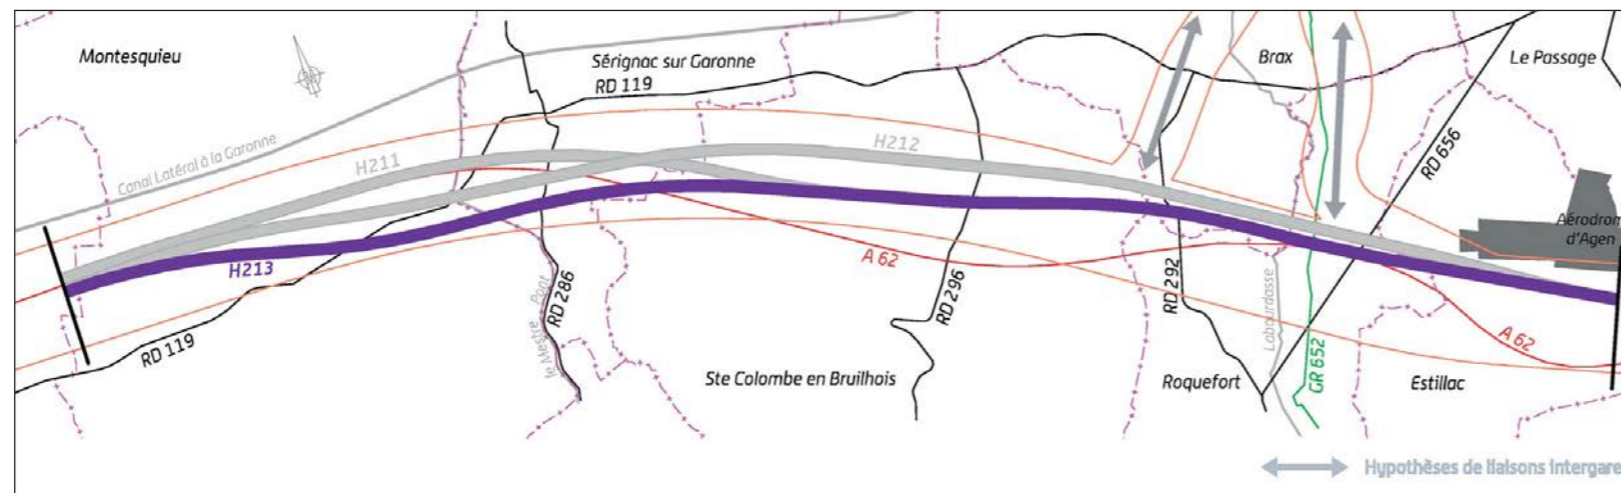 Montesquieu
Sérignac sur Garonne
RD 119
Brax
Le Passage
Canal Latéral à la Garonne
H211
H212
RD 656
H213
A 62
Aérodrom
d'Agen
RD 119
le Mestre Pont
RD 286
RD 296
RD 292
Labourdasse
GR 652
A 62
Ste Colombe en Bruilhois
Roquefort
Estillac
Hypothèses de liaisons intergare